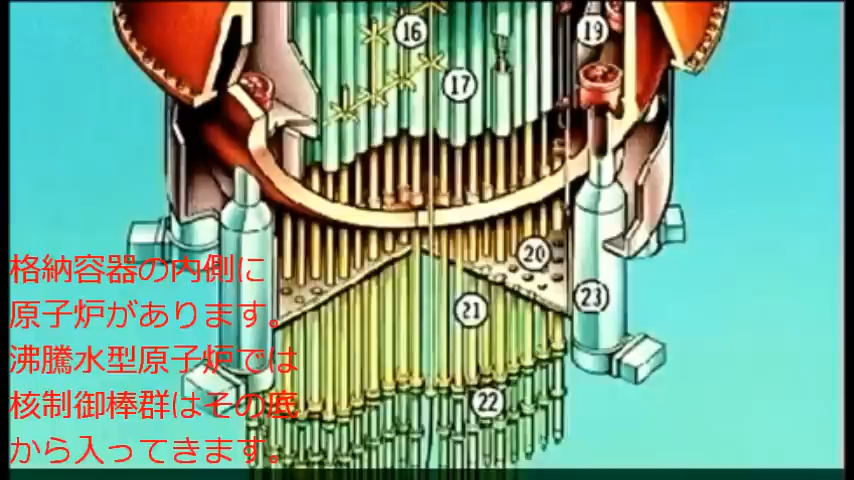 16
19
17
20
21
23
22
格納容器の内側に
原子炉があります。
沸騰水型原子炉では
核制御棒群はその底
から入ってきます。